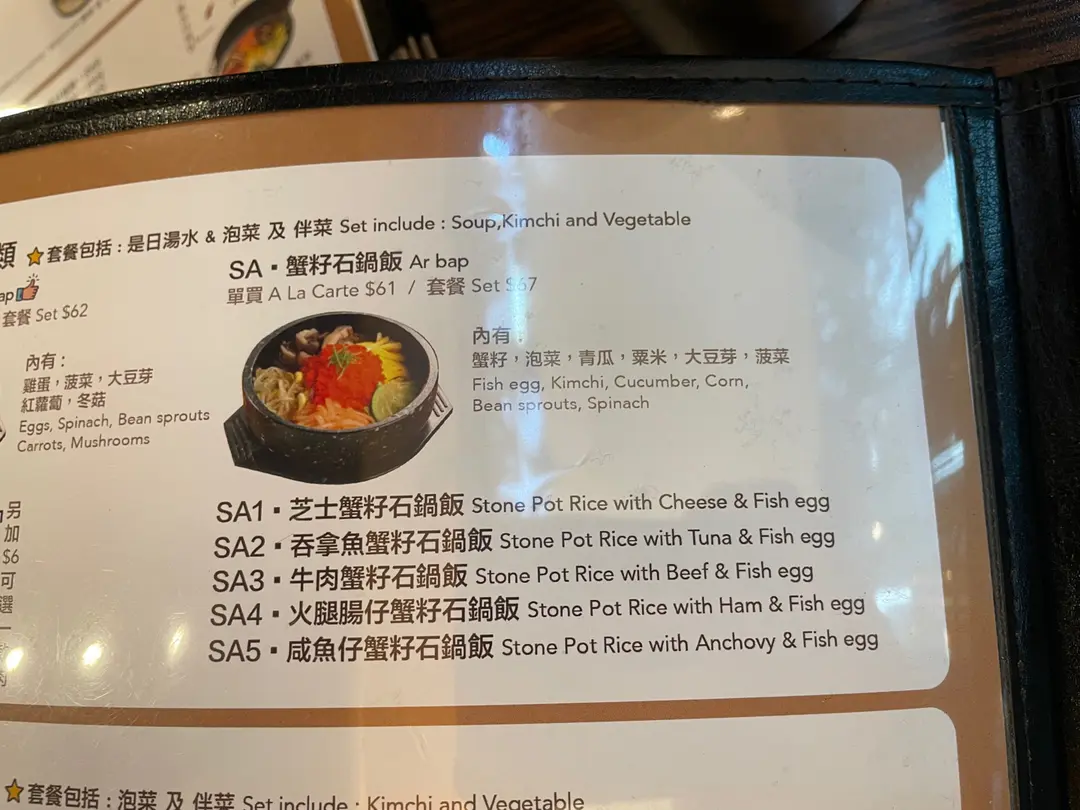 類 ⭐套餐包括：是日湯水 & 泡菜 及 伴菜 Set include : Soup,Kimchi and Vegetable
ap
套餐 Set $62
內有：
雞蛋，菠菜，大豆芽
紅蘿蔔，冬菇
Eggs, Spinach, Bean sprouts
Carrots, Mushrooms
另
加
$6
可
選
一
SA▪蟹籽石鍋飯 Ar bap
單買 A La Carte $61 / 套餐 Set $67
內有：
蟹籽，泡菜，青瓜，粟米，大豆芽，菠菜
Fish egg, Kimchi, Cucumber, Corn,
Bean sprouts, Spinach
SA1▪芝士蟹籽石鍋飯 Stone Pot Rice with Cheese & Fish egg
SA2▪吞拿魚蟹籽石鍋飯 Stone Pot Rice with Tuna & Fish egg
SA3▪牛肉蟹籽石鍋飯 Stone Pot Rice with Beef & Fish egg
SA4▪火腿腸仔蟹籽石鍋飯 Stone Pot Rice with Ham & Fish egg
SA5▪咸魚仔蟹籽石鍋飯 Stone Pot Rice with Anchovy & Fish egg
⭐套餐包括：泡菜 及 伴菜 Set include : Kimchi and Vegetable